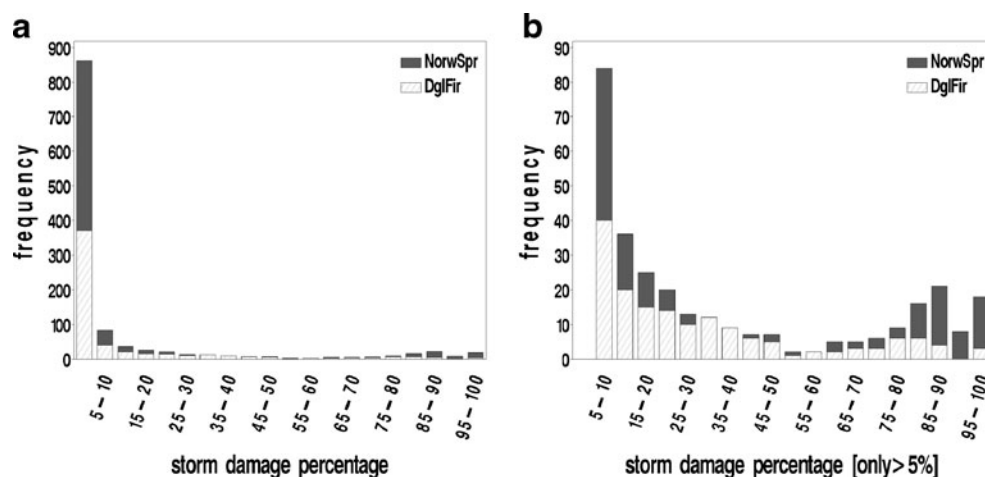 a
900
800
700
600
500
400
300
200
100
0
frequency
NorwSpr
DglFir
5 – 10
15 – 20
25 – 30
35 – 40
45 – 50
55 – 60
65 – 70
75 – 80
85 – 90
95 – 100
storm damage percentage
b
90
80
70
60
50
40
30
20
10
0
frequency
NorwSpr
DglFir
5 – 10
15 – 20
25 – 30
35 – 40
45 – 50
55 – 60
65 – 70
75 – 80
85 – 90
95 – 100
storm damage percentage [only> 5%]